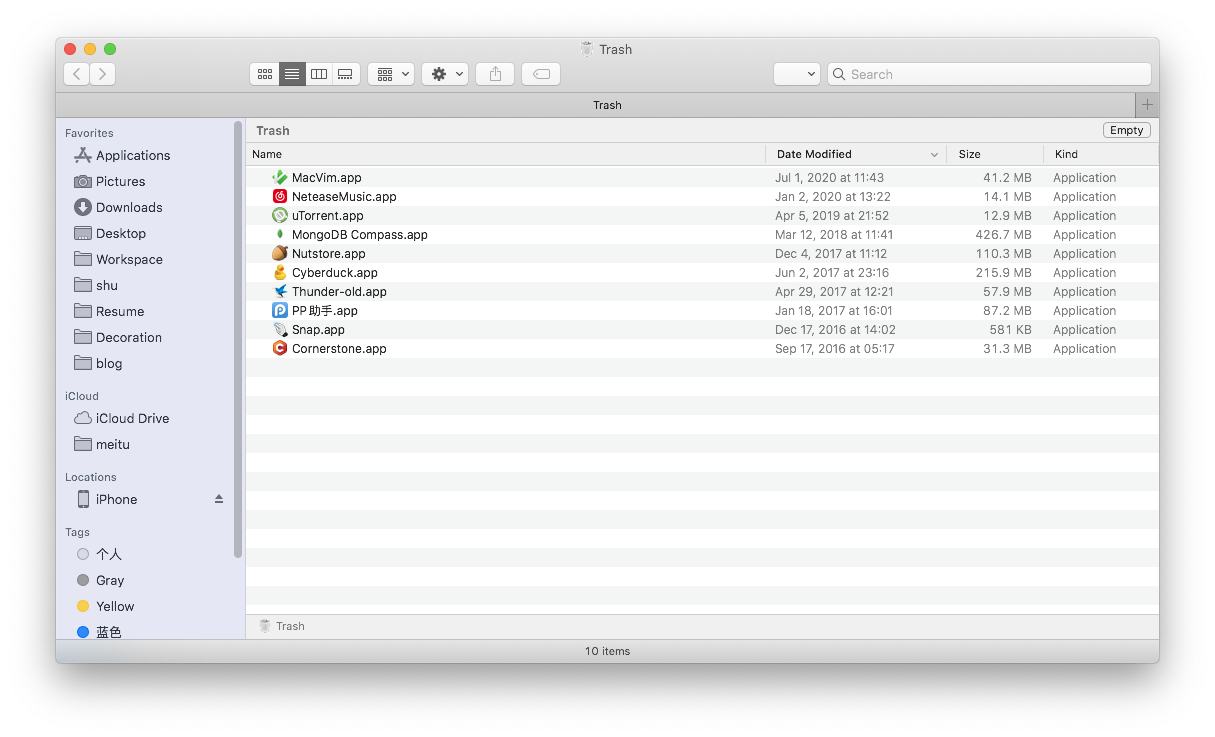 Trash
Search
Trash
Favorites
Applications
Pictures
Downloads
Desktop
Workspace
shu
Resume
Decoration
blog
iCloud
iCloud Drive
meitu
Locations
iPhone
Tags
个人
Gray
Yellow
蓝色
Trash Empty
Name Date Modified Size Kind
MacVim.app Jul 1, 2020 at 11:43 41.2 MB Application
NeteaseMusic.app Jan 2, 2020 at 13:22 14.1 MB Application
uTorrent.app Apr 5, 2019 at 21:52 12.9 MB Application
MongoDB Compass.app Mar 12, 2018 at 11:41 426.7 MB Application
Nutstore.app Dec 4, 2017 at 11:12 110.3 MB Application
Cyberduck.app Jun 2, 2017 at 23:16 215.9 MB Application
Thunder-old.app Apr 29, 2017 at 12:21 57.9 MB Application
PP助手.app Jan 18, 2017 at 16:01 87.2 MB Application
Snap.app Dec 17, 2016 at 14:02 581 KB Application
Cornerstone.app Sep 17, 2016 at 05:17 31.3 MB Application
Trash
10 items